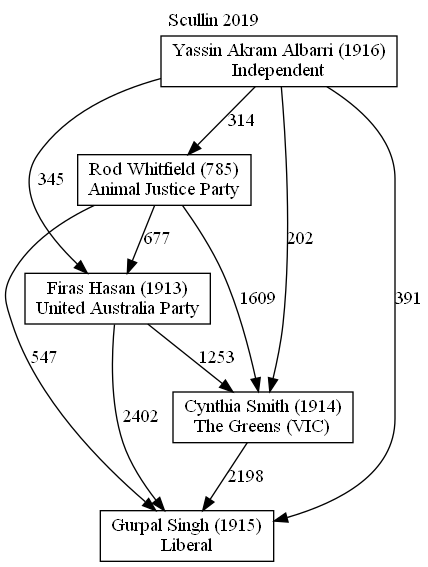 Scullin 2019
Yassin Akram Albarri (1916)
Independent
314
Rod Whitfield (785)
Animal Justice Party
345
677
202
Firas Hasan (1913)
United Australia Party
1609
391
547
1253
2402
Cynthia Smith (1914)
The Greens (VIC)
2198
Gurpal Singh (1915)
Liberal